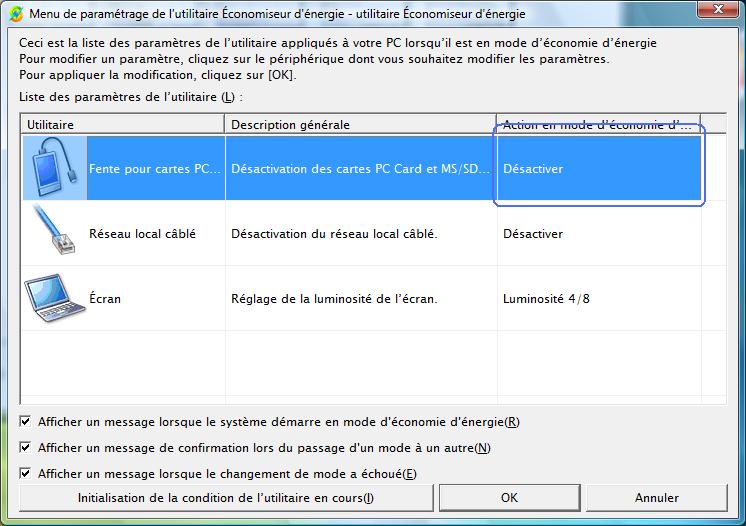 Menu de paramétrage de l'utilitaire Économiseur d'énergie - utilitaire Économiseur d'énergie
Ceci est la liste des paramètres de l'utilitaire appliqués à votre PC lorsqu'il est en mode d'économie d'énergie
Pour modifier un paramètre, cliquez sur le périphérique dont vous souhaitez modifier les paramètres.
Pour appliquer la modification, cliquez sur [OK].
Liste des paramètres de l'utilitaire (L) :
Utilitaire Description générale Action en mode d'économie d'...
Fente pour cartes PC... Désactivation des cartes PC Card et MS/SD... Désactiver
Réseau local câblé Désactivation du réseau local câblé. Désactiver
Écran Réglage de la luminosité de l'écran. Luminosité 4/8
Afficher un message lorsque le système démarre en mode d'économie d'énergie(R)
Afficher un message de confirmation lors du passage d'un mode à un autre(N)
Afficher un message lorsque le changement de mode a échoué(E)
Initialisation de la condition de l'utilitaire en cours(I) OK Annuler